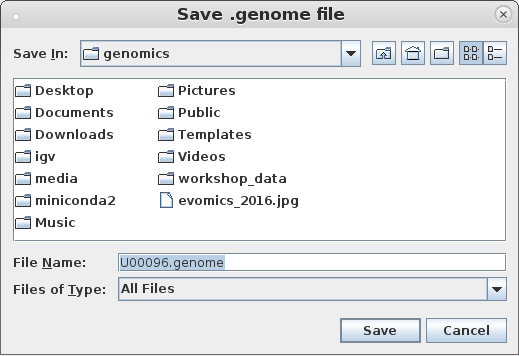 Save .genome file
Save In: genomics
Desktop Pictures
Documents Public
Downloads Templates
igv Videos
media workshop_data
miniconda2 evomics_2016.jpg
Music
File Name: U00096.genome
Files of Type: All Files
Save Cancel